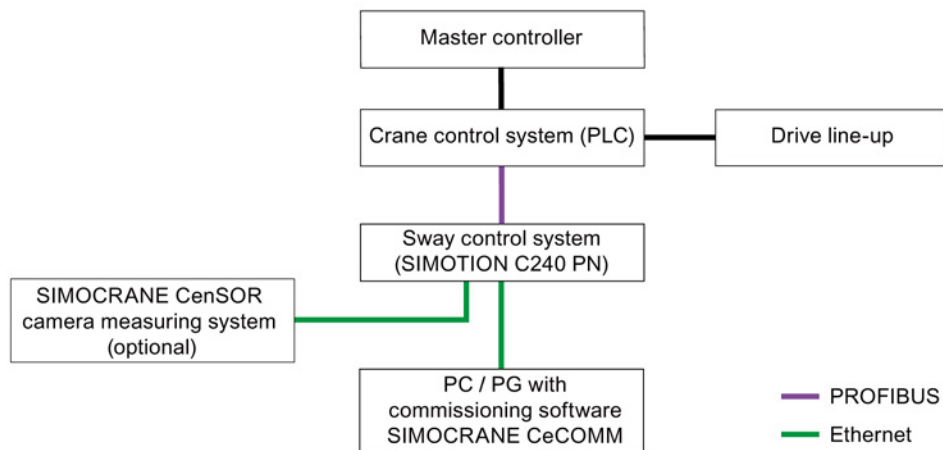 Master controller
Crane control system (PLC)
Drive line-up
Sway control system
(SIMOTION C240 PN)
SIMOCRANE CenSOR
camera measuring system
(optional)
PC / PG with
commissioning software
SIMOCRANE CeCOMM
PROFIBUS
Ethernet